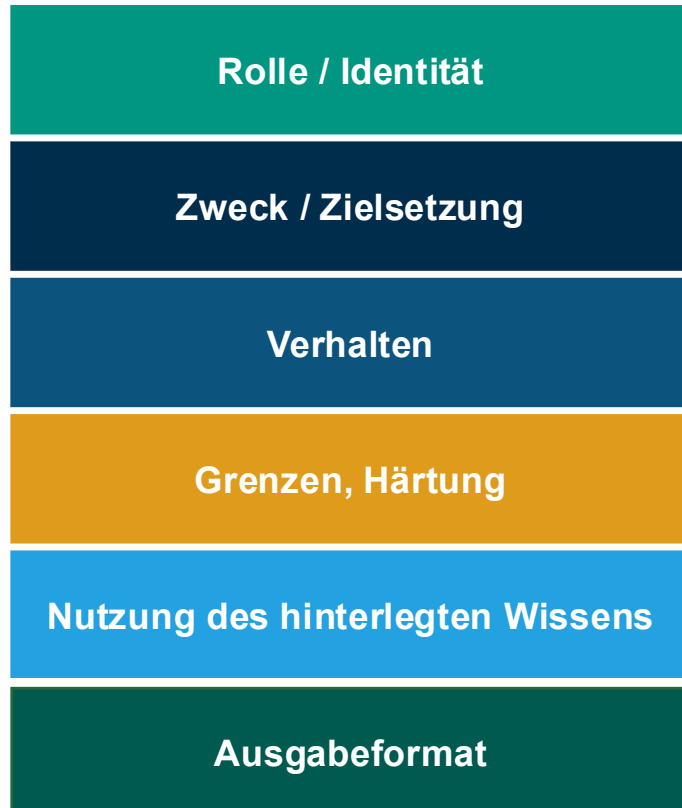 Rolle / Identität
Zweck / Zielsetzung
Verhalten
Grenzen, Härtung
Nutzung des hinterlegten Wissens
Ausgabeformat